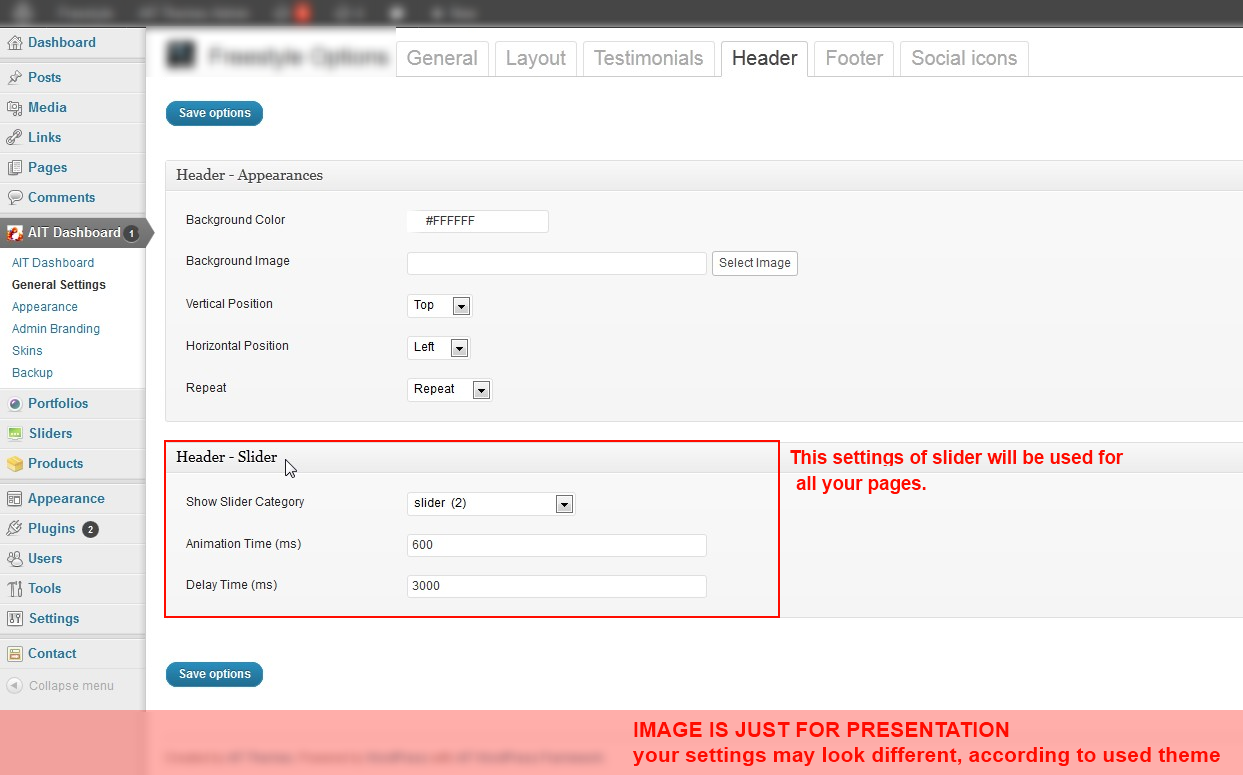 Dashboard
Posts
Media
Links
Pages
Comments
AIT Dashboard 1
AIT Dashboard
General Settings
Appearance
Admin Branding
Skins
Backup
Portfolios
Sliders
Products
Appearance
Plugins 2
Users
Tools
Settings
Contact
Collapse menu
Freestyle Options
General Layout Testimonials Header Footer Social icons
Save options
Header - Appearances
Background Color #FFFFFF
Background Image Select Image
Vertical Position Top
Horizontal Position Left
Repeat Repeat
Header - Slider
Show Slider Category slider (2)
Animation Time (ms) 600
Delay Time (ms) 3000
This settings of slider will be used for
all your pages.
Save options
IMAGE IS JUST FOR PRESENTATION
your settings may look different, according to used theme